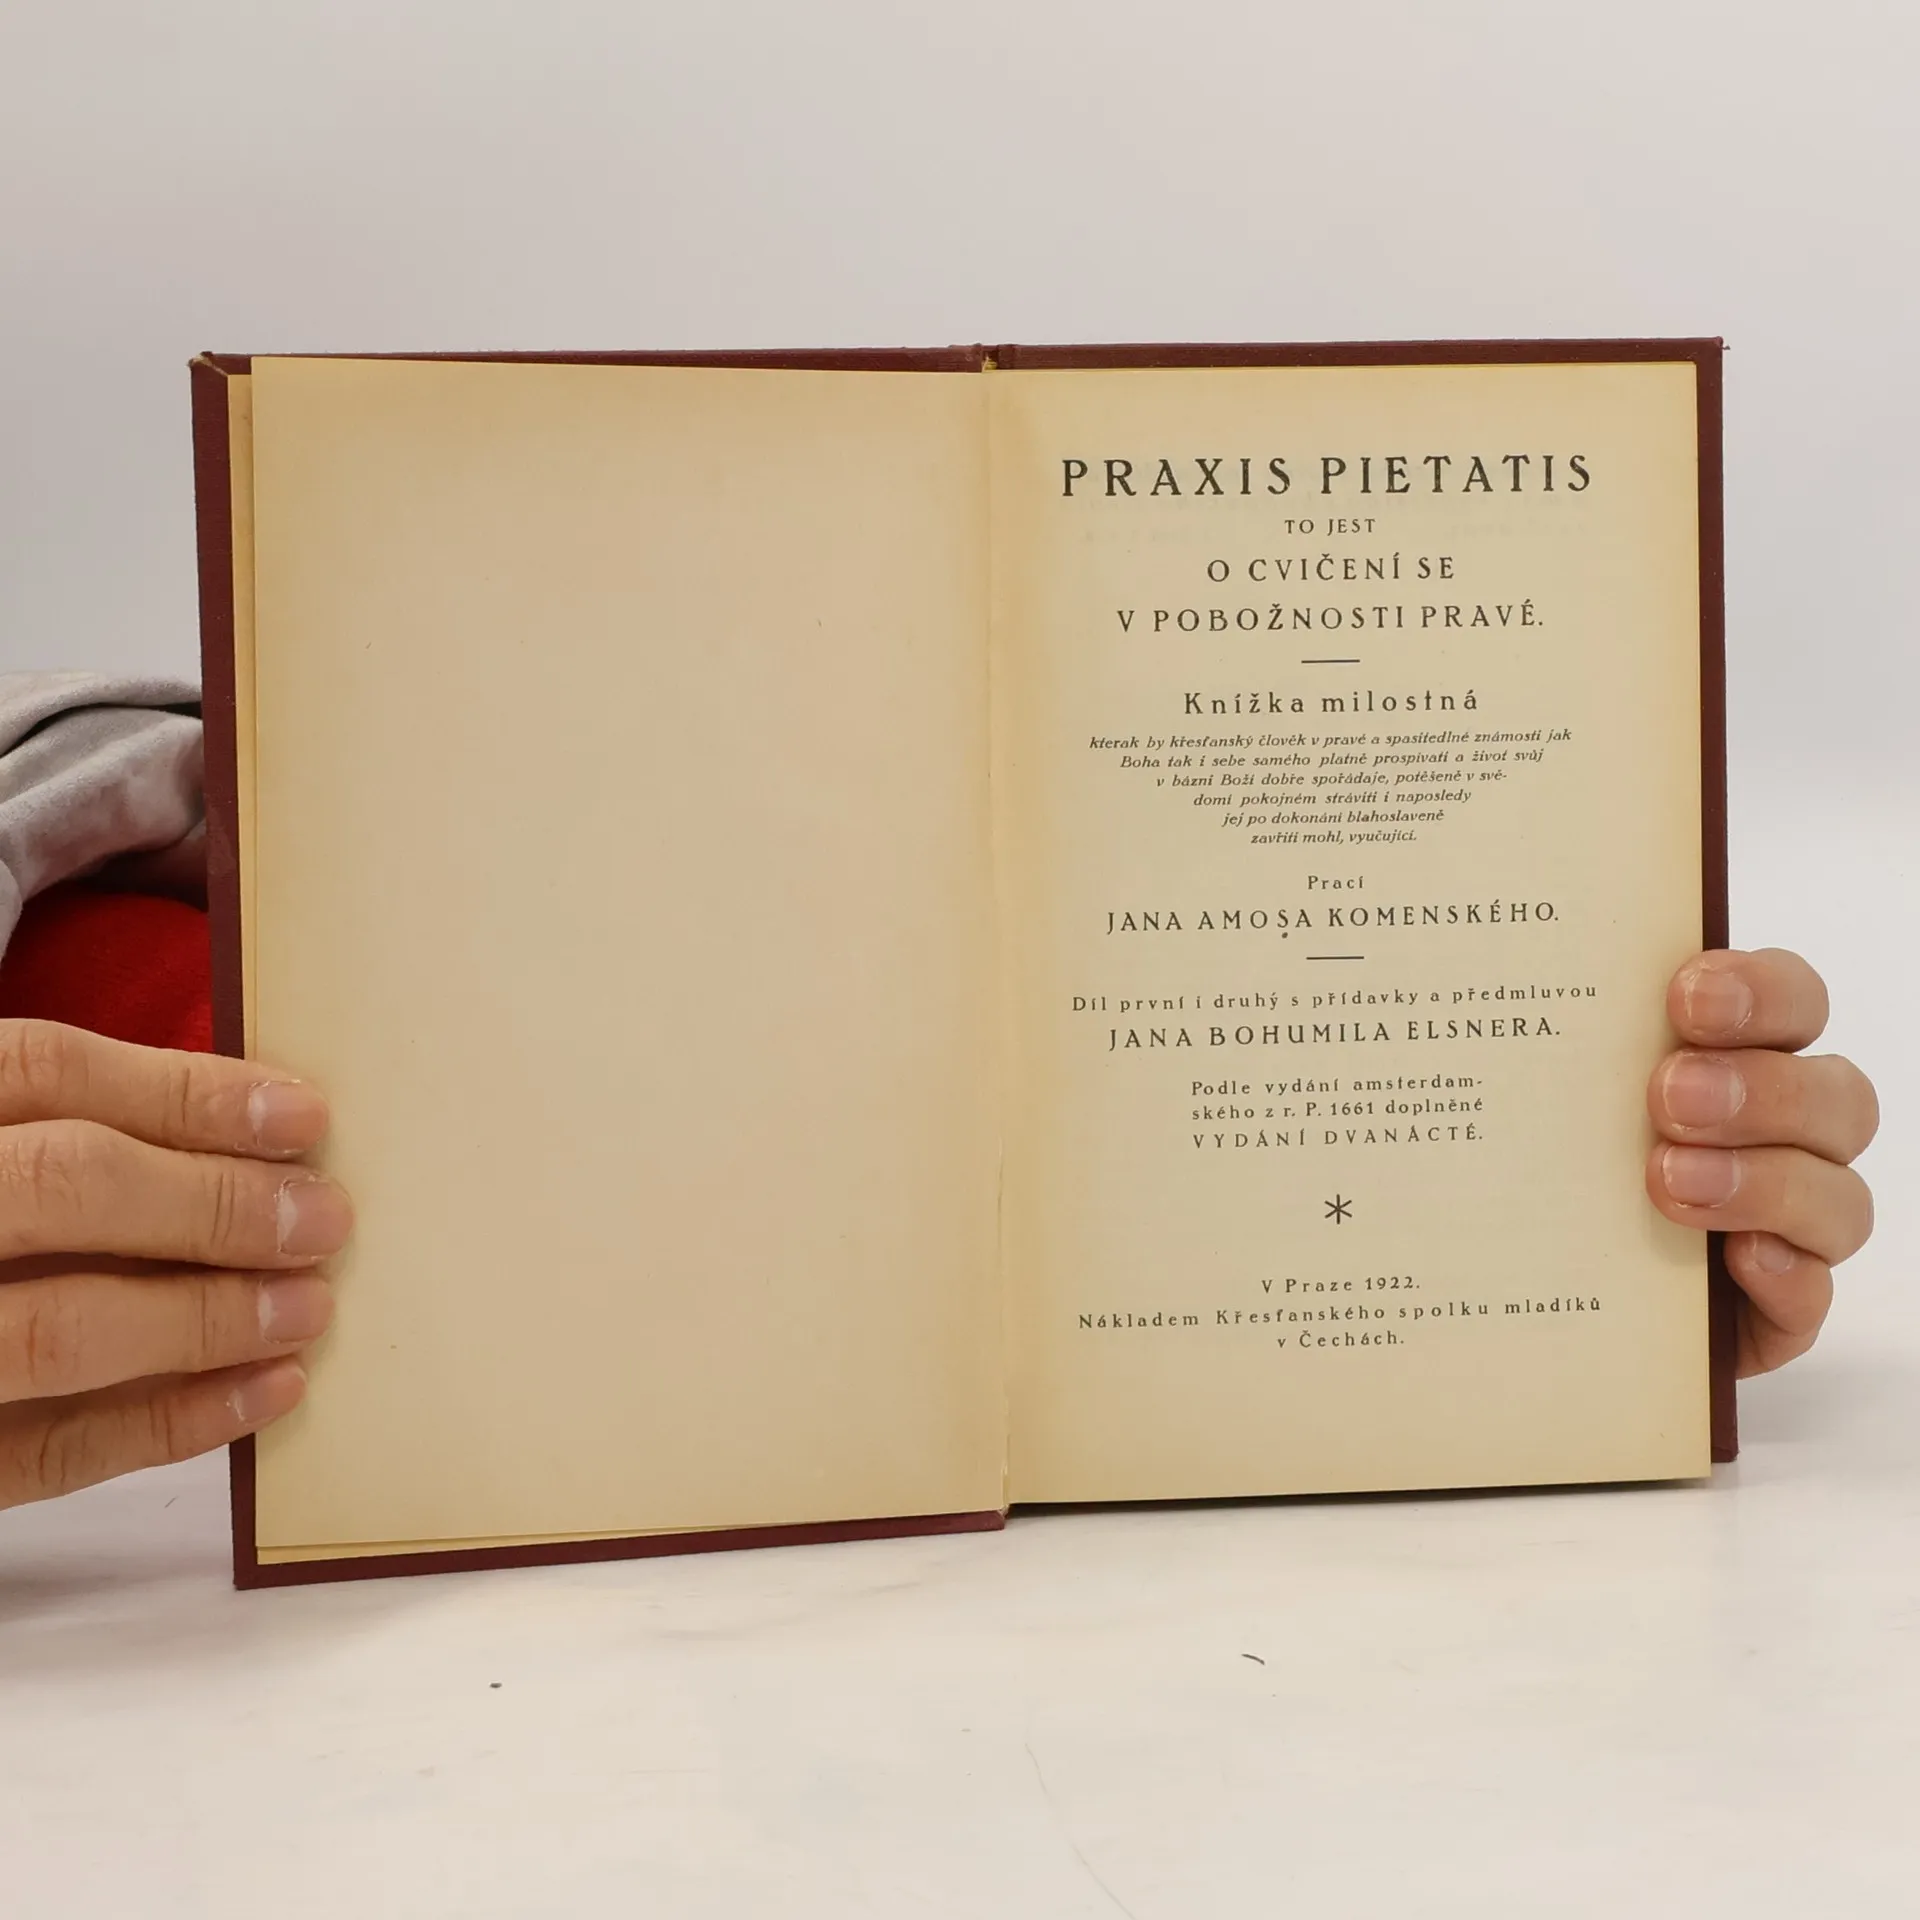 PRAXIS PIETATIS
TO JEST
O CVIČENÍ SE
V POBOŽNOSTI PRAVÉ.
Knížka milostná
kterak by křesťanský člověk v pravé a spasitedlné známosti jak
Boha tak i sebe samého platně prospívati a život svůj
v bázni Boží dobře spořádaje, potěšeně v svě-
domí pokojném stráviti i naposledy
jej po dokonání blahoslaveně
zavříti mohl, vyučující.
Prací
JANA AMOSA KOMENSKÉHO.
Díl první i druhý s přídavky a předmluvou
JANA BOHUMILA ELSNERA.
Podle vydání amsterdam-
ského z r. P. 1661 doplněné
VYDÁNÍ DVANÁCTÉ.
*
V Praze 1922.
Nákladem Křesťanského spolku mladíků
v Čechách.